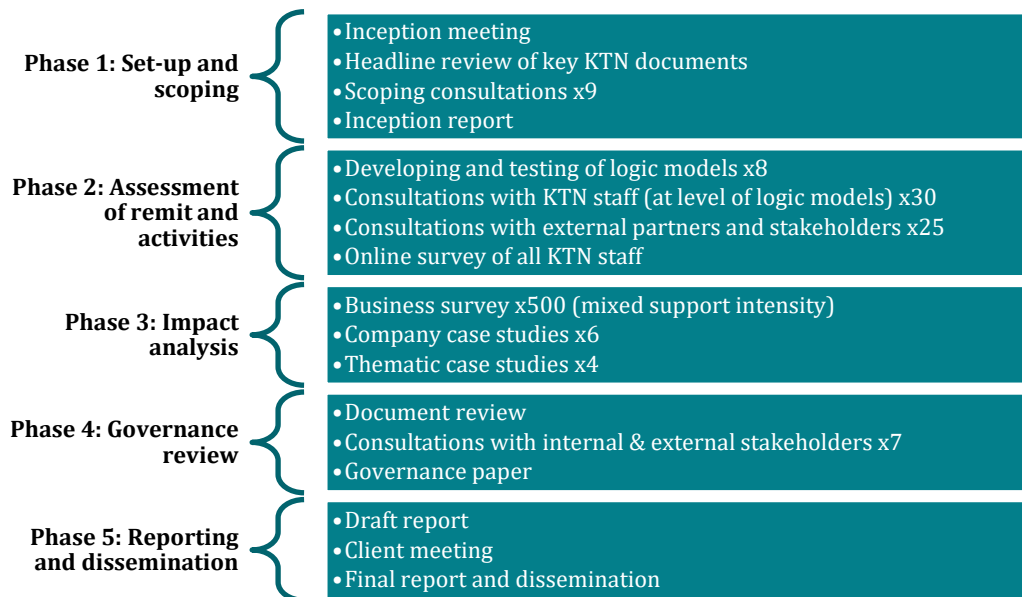 Phase 1: Set-up and
scoping
•Inception meeting
•Headline review of key KTN documents
•Scoping consultations x9
•Inception report
Phase 2: Assessment
of remit and
activities
•Developing and testing of logic models x8
•Consultations with KTN staff (at level of logic models) x30
•Consultations with external partners and stakeholders x25
•Online survey of all KTN staff
Phase 3: Impact
analysis
•Business survey x500 (mixed support intensity)
•Company case studies x6
•Thematic case studies x4
Phase 4: Governance
review
•Document review
•Consultations with internal & external stakeholders x7
•Governance paper
Phase 5: Reporting
and dissemination
•Draft report
•Client meeting
•Final report and dissemination